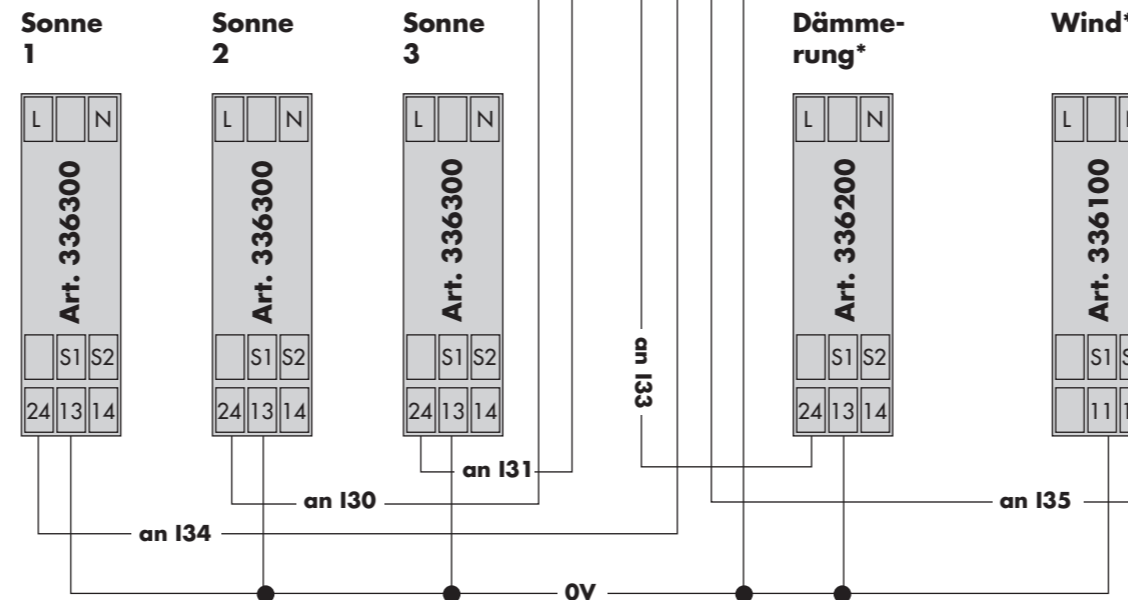 Sonne
1
Sonne
2
Sonne
3
Dämme-
rung*
Wind*
L N
Art. 336300
S1 S2
24 13 14
L N
Art. 336300
S1 S2
24 13 14
L N
Art. 336300
S1 S2
24 13 14
L N
Art. 336200
S1 S2
24 13 14
L
Art. 336100
S1
11
an I33
an I31
an I30
an I35
an I34
0V